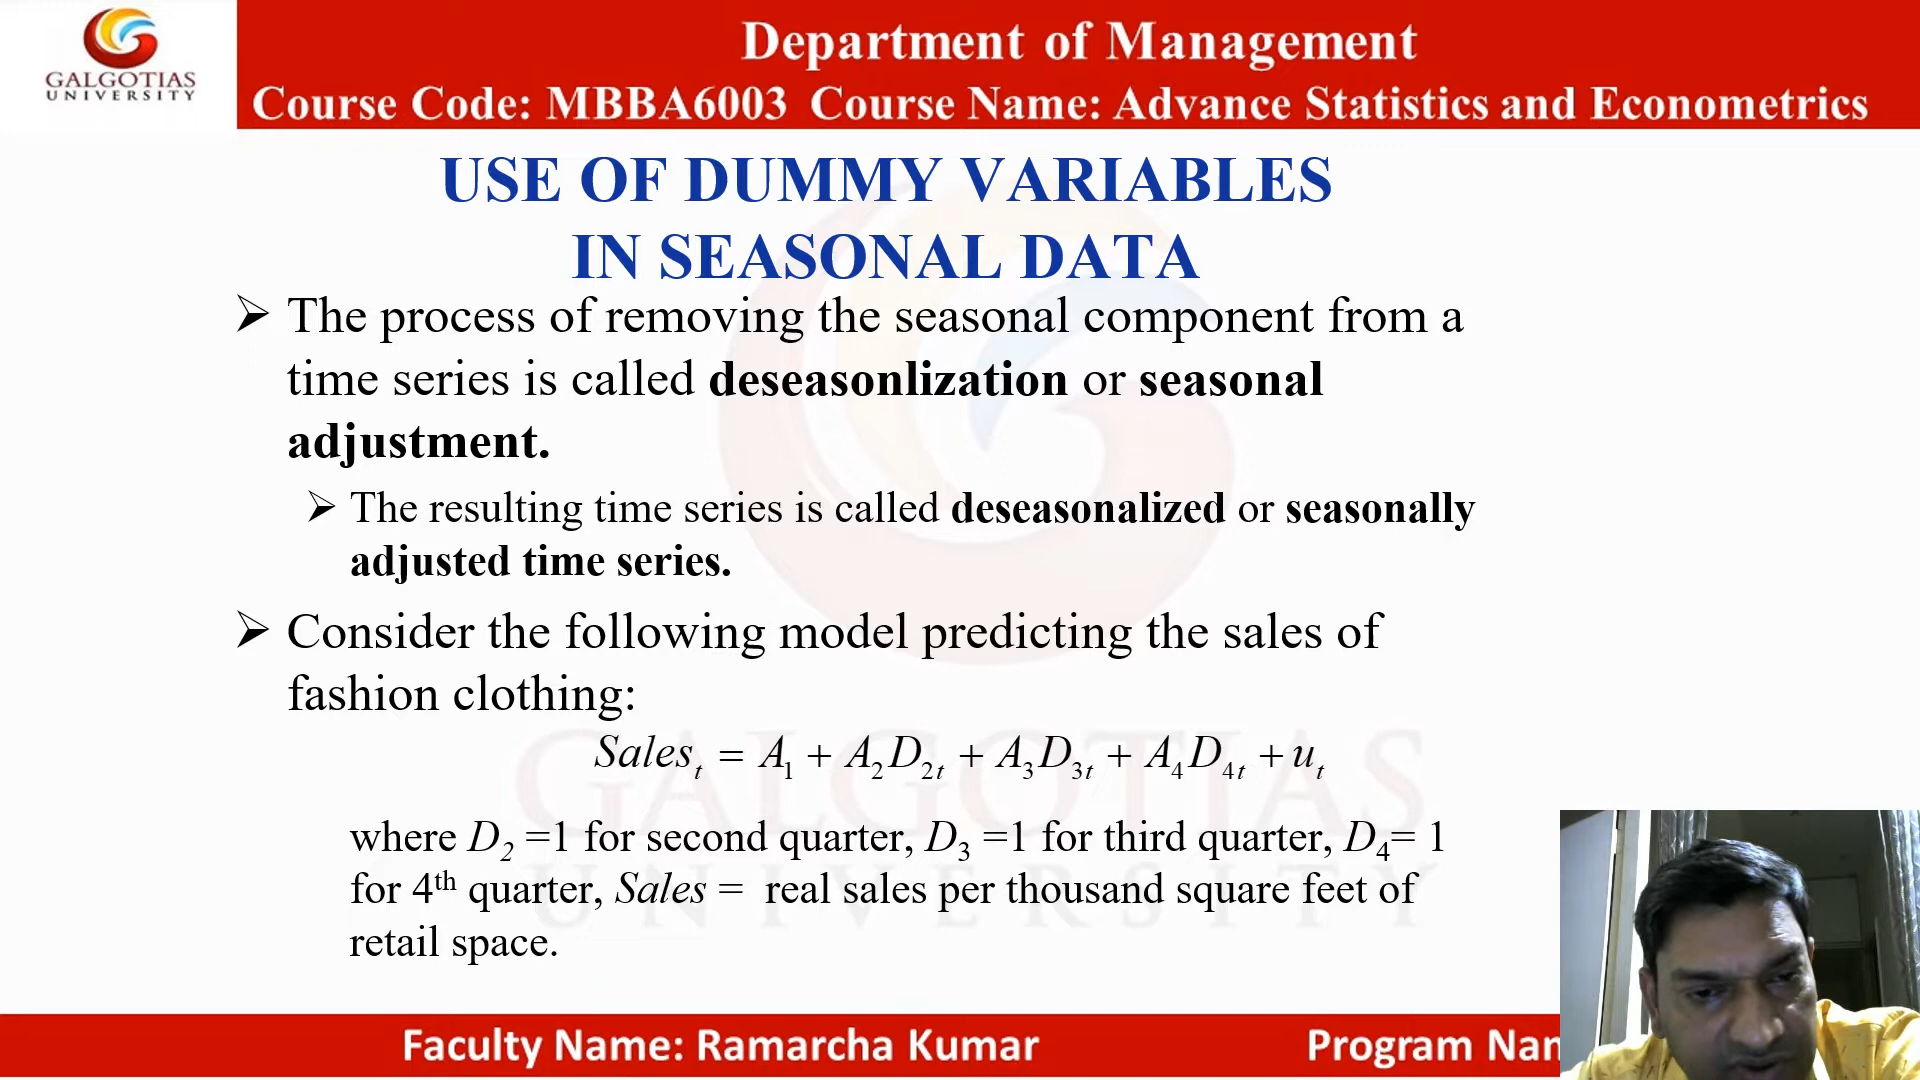 GALGOTIAS
UNIVERSITY
Department of Management
Course Code: MBBA6003 Course Name: Advance Statistics and Econometrics
USE OF DUMMY VARIABLES
IN SEASONAL DATA
➢ The process of removing the seasonal component from a
time series is called deseasonlization or seasonal
adjustment.
➢ The resulting time series is called deseasonalized or seasonally
adjusted time series.
➢ Consider the following model predicting the sales of
fashion clothing:
Salesₜ = A₁ + A₂D₂ₜ + A₃D₃ₜ + A₄D₄ₜ + uₜ
where D₂ =1 for second quarter, D₃ =1 for third quarter, D₄= 1
for 4th quarter, Sales = real sales per thousand square feet of
retail space.
GALGOTIAS
UNIVERSITY
Faculty Name: Ramarcha Kumar
Program Nam